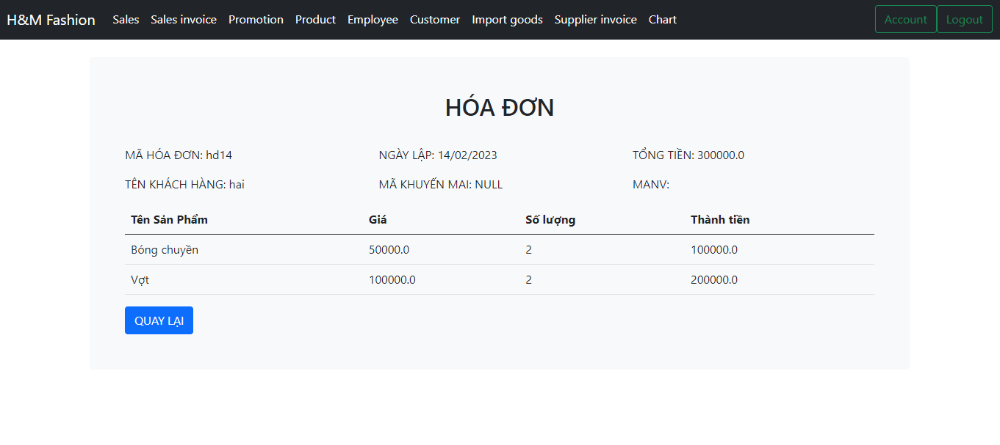 H&M Fashion Sales Sales invoice Promotion Product Employee Customer Import goods Supplier invoice Chart Account Logout
HÓA ĐƠN
MÃ HÓA ĐƠN: hd14 NGÀY LẬP: 14/02/2023 TỔNG TIỀN: 300000.0
TÊN KHÁCH HÀNG: hai MÃ KHUYẾN MAI: NULL MANV:
Tên Sản Phẩm Giá Số lượng Thành tiền
Bóng chuyền 50000.0 2 100000.0
Vợt 100000.0 2 200000.0
QUAY LẠI